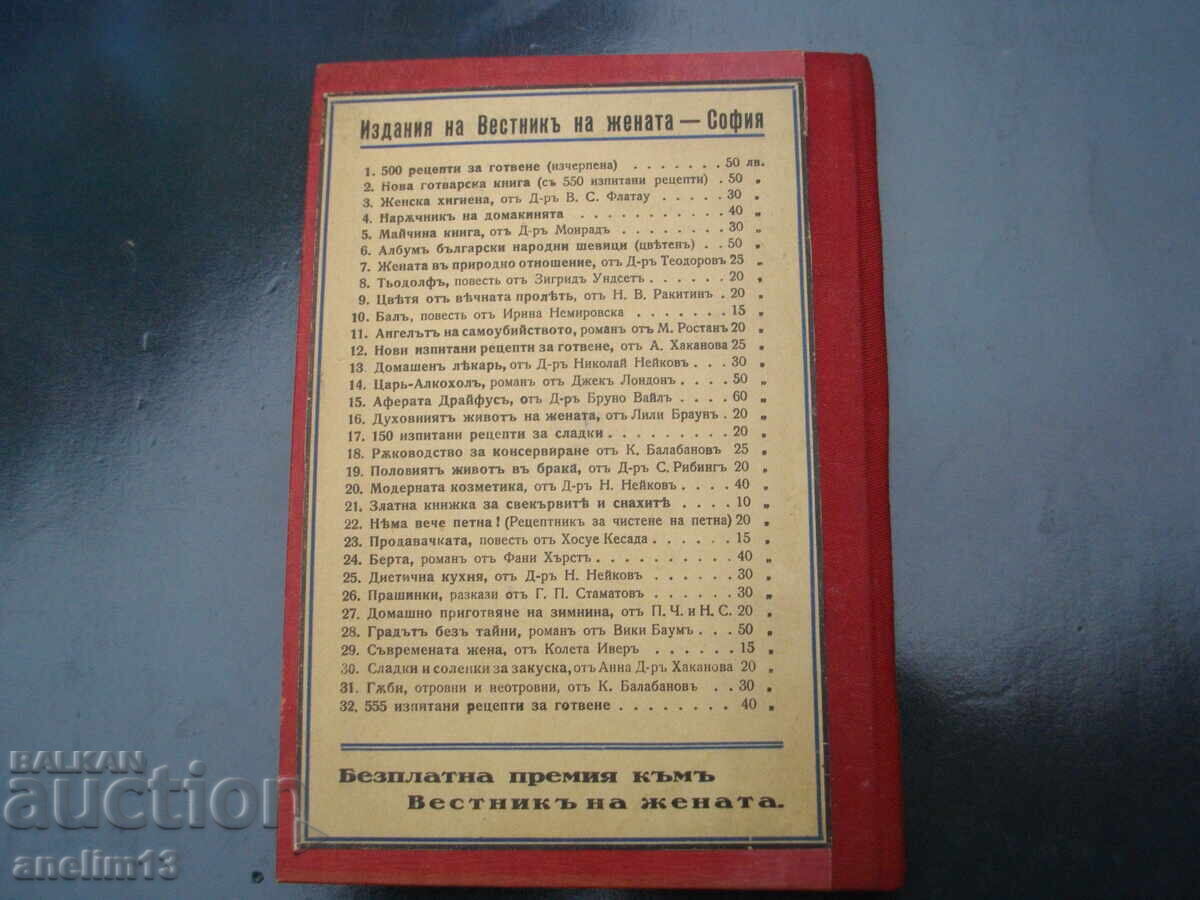 Издания на Вестникъ на жената — София
1. 500 рецепти за готвене (изчерпена) . . . . . . . 50 лв.
2. Нова готварска книга (съ 550 изпитани рецепти) . 50 „
3. Женска хигиена, отъ Д-ръ В. С. Флатау . . . . . 30 „
4. Нарѫчникъ на домакинята . . . . . . . . . . . 40 „
5. Майчина книга, отъ Д-ръ Монрадъ . . . . . . . . 30 „
6. Албумъ български народни шевици (цвѣтенъ) . . 50 „
7. Жената въ природно отношение, отъ Д-ръ Теодоровъ 25 „
8. Тьодолфъ, повесть отъ Зигридъ Ундсетъ . . . . . . 20 „
9. Цвѣтя отъ вѣчната пролѣть, отъ Н. В. Ракитинъ . 20 „
10. Балъ, повесть отъ Ирина Немировска . . . . . . . 15 „
11. Ангелътъ на самоубийството, романъ отъ М. Ростанъ 20 „
12. Нови изпитани рецепти за готвене, отъ А. Хаканова 25 „
13. Домашенъ лѣкарь, отъ Д-ръ Николай Нейковъ . . . 30 „
14. Царь-Алкохолъ, романъ отъ Джекъ Лондонъ . . . . 50 „
15. Аферата Драйфусъ, отъ Д-ръ Бруно Вайлъ . . . . 60 „
16. Духовниятъ животъ на жената, отъ Лили Браунъ . 20 „
17. 150 изпитани рецепти за сладки . . . . . . . . . 20 „
18. Рѫководство за консервиране отъ К. Балабановъ 25 „
19. Половиятъ животъ въ брака, отъ Д-ръ С. Рибингъ 20 „
20. Модерната козметика, отъ Д-ръ Н. Нейковъ . . . . 40 „
21. Златна книжка за свекървитѣ и снахитѣ . . . . 10 „
22. Нѣма вече петна! (Рецептникъ за чистене на петна) 20 „
23. Продавачката, повесть отъ Хосуе Кесада . . . . . . 15 „
24. Берта, романъ отъ Фани Хърстъ . . . . . . . . . 40 „
25. Диетична кухня, отъ Д-ръ Н. Нейковъ . . . . . . 30 „
26. Прашинки, разкази отъ Г. П. Стаматовъ . . . . . . 30 „
27. Домашно приготвяне на зимнина, отъ П. Ч. и Н. С. 20 „
28. Градътъ безъ тайни, романъ отъ Вики Баумъ . . . 50 „
29. Съвремената жена, отъ Колета Иверъ . . . . . . 15 „
30. Сладки и соленки за закуска, отъ Анна Д-ръ Хаканова 20 „
31. Гѫби, отровни и неотровни, отъ К. Балабановъ . . 30 „
32. 555 изпитани рецепти за готвене . . . . . . . . 40 „
Безплатна премия къмъ
Вестникъ на жената.
BALKAN
auction
anelim13